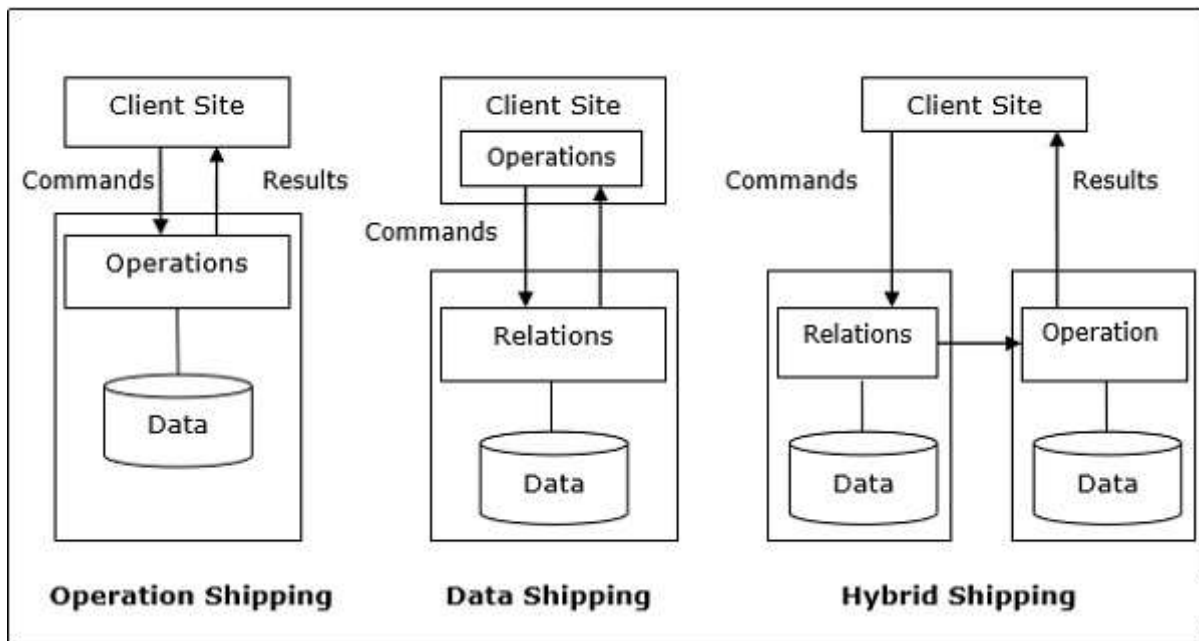 Client Site
Commands
Results
Operations
Data
Operation Shipping
Client Site
Operations
Commands
Relations
Data
Data Shipping
Client Site
Commands
Results
Relations
Operation
Data
Data
Hybrid Shipping